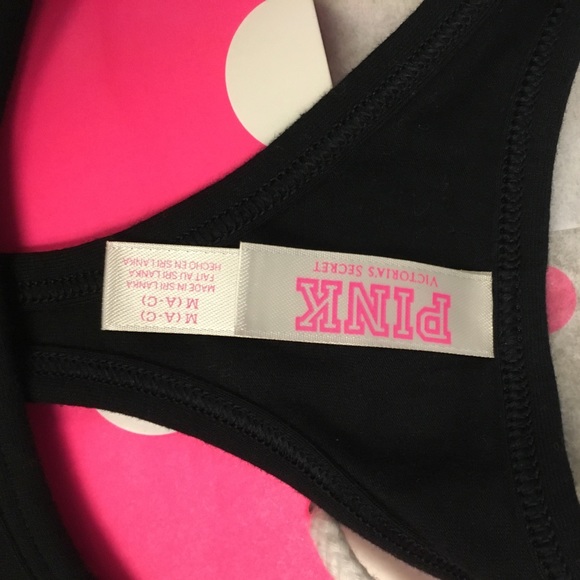 PINK
VICTORIA'S SECRET
M (A-C)
M (A-C)
MADE IN SRI LANKA
FAIT AU SRI LANKA
HECHO EN SRI LANKA